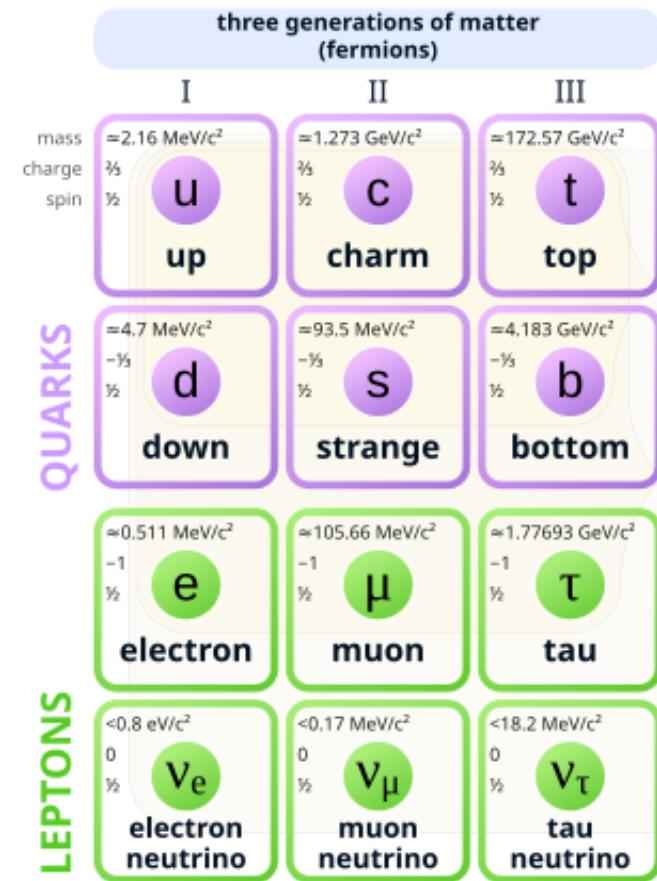 three generations of matter
(fermions)
I II III
mass ≃2.16 MeV/c² ≃1.273 GeV/c² ≃172.57 GeV/c²
charge ⅔ ⅔ ⅔
spin ½ ½ ½
u c t
up charm top
QUARKS
≃4.7 MeV/c² ≃93.5 MeV/c² ≃4.183 GeV/c²
−⅓ −⅓ −⅓
½ ½ ½
d s b
down strange bottom
≃0.511 MeV/c² ≃105.66 MeV/c² ≃1.77693 GeV/c²
−1 −1 −1
½ ½ ½
e μ τ
electron muon tau
LEPTONS
<0.8 eV/c² <0.17 MeV/c² <18.2 MeV/c²
0 0 0
½ ½ ½
νe νμ ντ
electron muon tau
neutrino neutrino neutrino